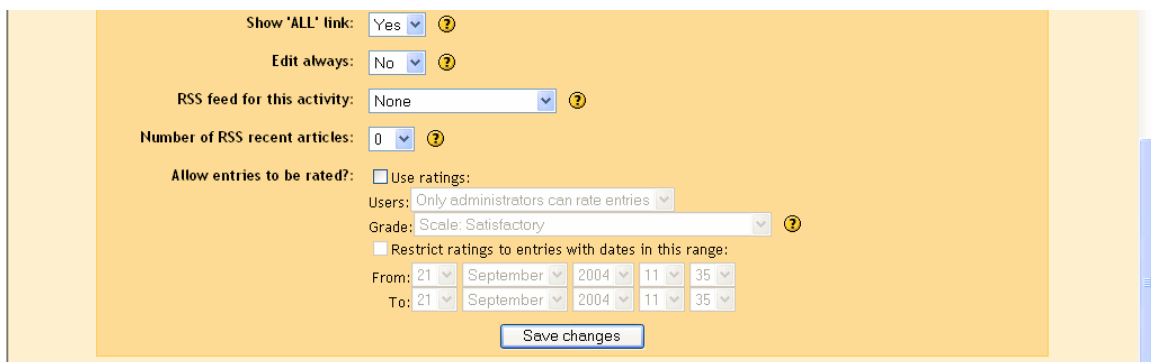 Show 'ALL' link: Yes ?
Edit always: No ?
RSS feed for this activity: None ?
Number of RSS recent articles: 0 ?
Allow entries to be rated?: Use ratings:
Users: Only administrators can rate entries
Grade: Scale: Satisfactory ?
Restrict ratings to entries with dates in this range:
From: 21 September 2004 11 35
To: 21 September 2004 11 35
Save changes